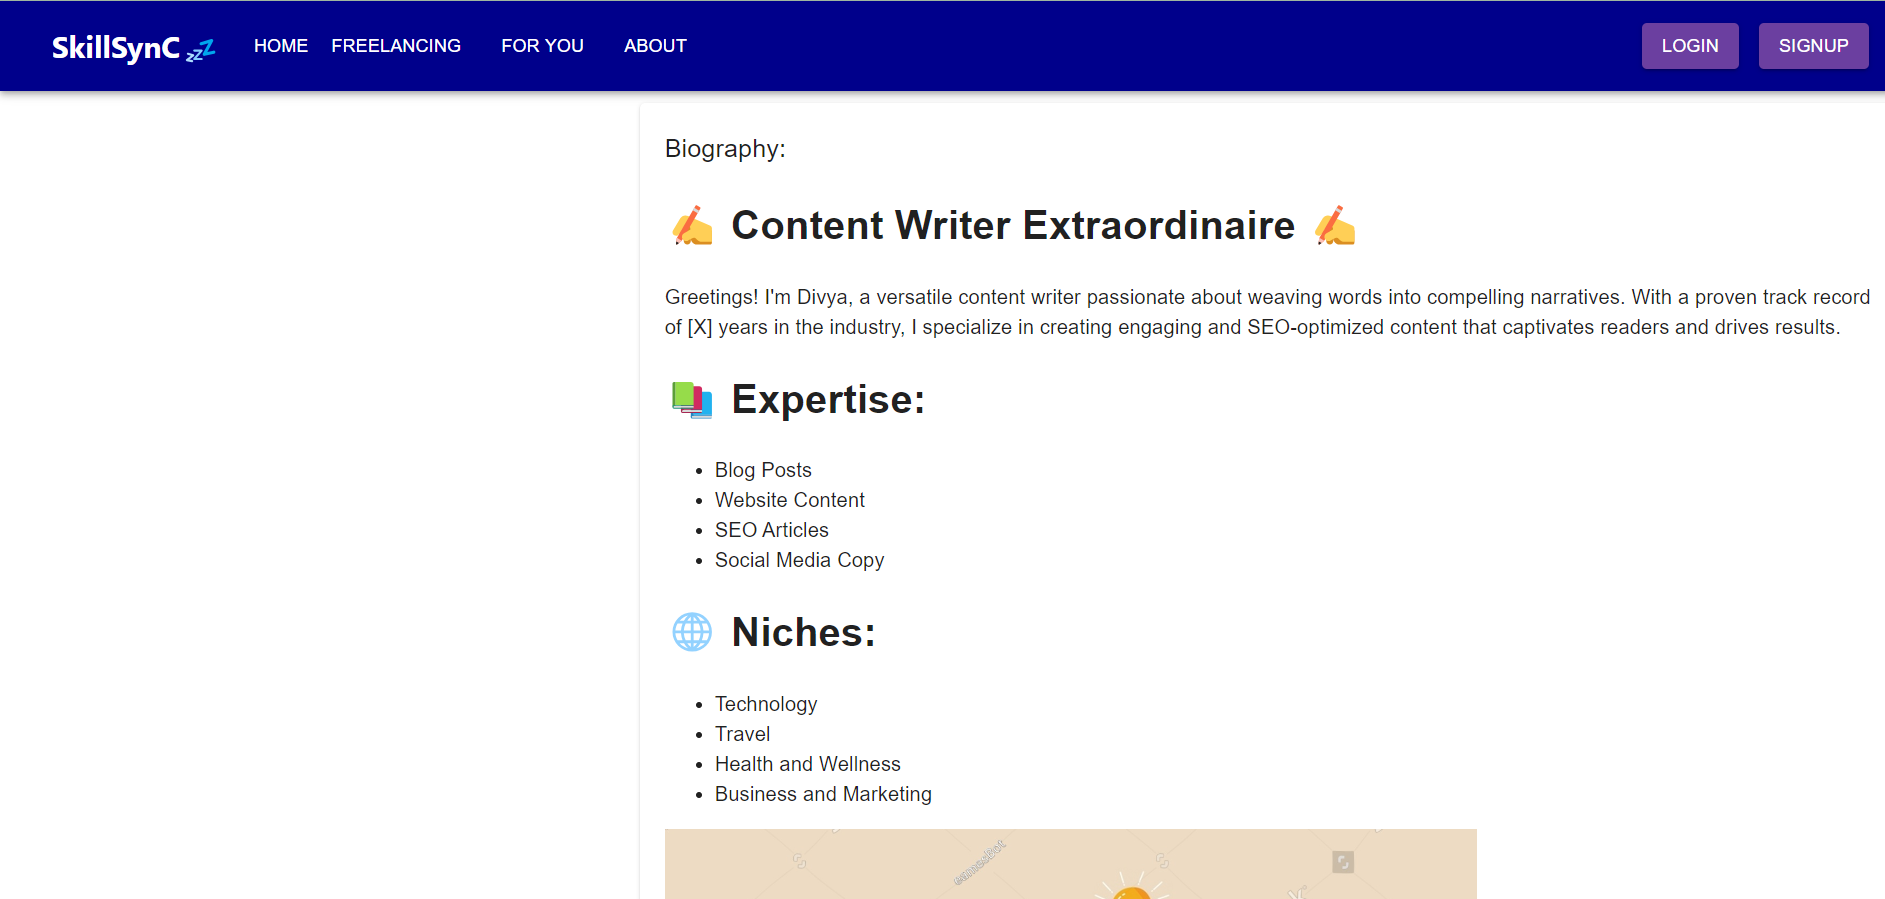 SkillSynC 💤 HOME FREELANCING FOR YOU ABOUT LOGIN SIGNUP
Biography:
✍️ Content Writer Extraordinaire ✍️
Greetings! I'm Divya, a versatile content writer passionate about weaving words into compelling narratives. With a proven track record
of [X] years in the industry, I specialize in creating engaging and SEO-optimized content that captivates readers and drives results.
📚 Expertise:
• Blog Posts
• Website Content
• SEO Articles
• Social Media Copy
🌐 Niches:
• Technology
• Travel
• Health and Wellness
• Business and Marketing